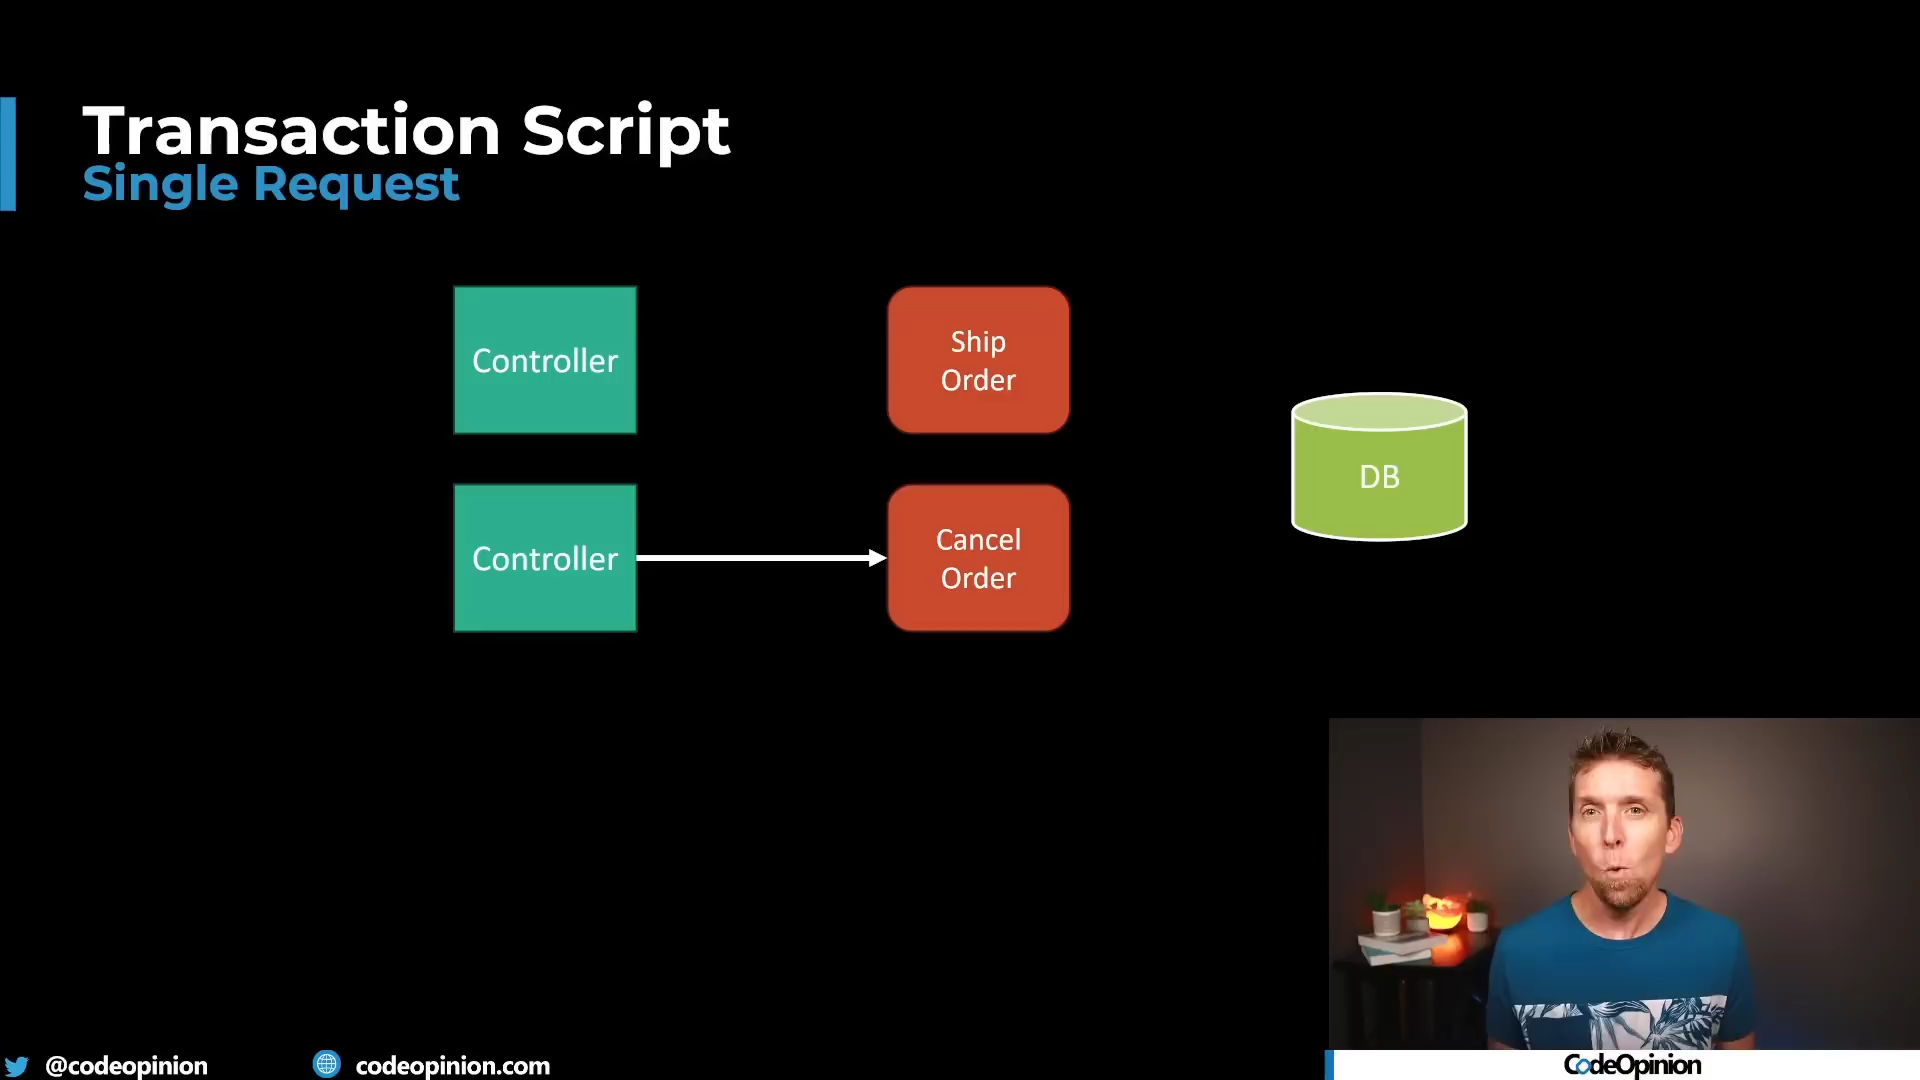 Transaction Script
Single Request
Controller
Ship
Order
DB
Controller
Cancel
Order
@codeopinion
codeopinion.com
CodeOpinion